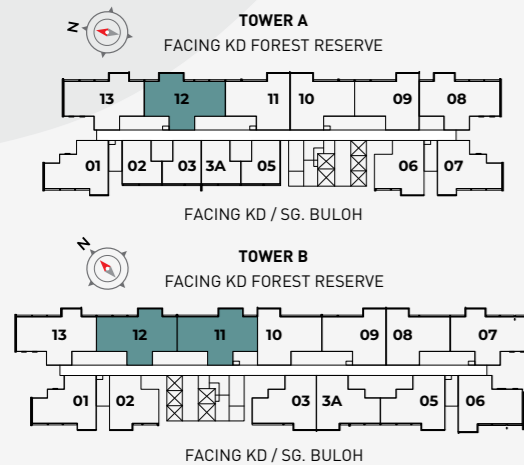 N
TOWER A
FACING KD FOREST RESERVE
13 12 11 10 09 08
01 02 03 3A 05 06 07
FACING KD / SG. BULOH
N
TOWER B
FACING KD FOREST RESERVE
13 12 11 10 09 08 07
01 02 03 3A 05 06
FACING KD / SG. BULOH